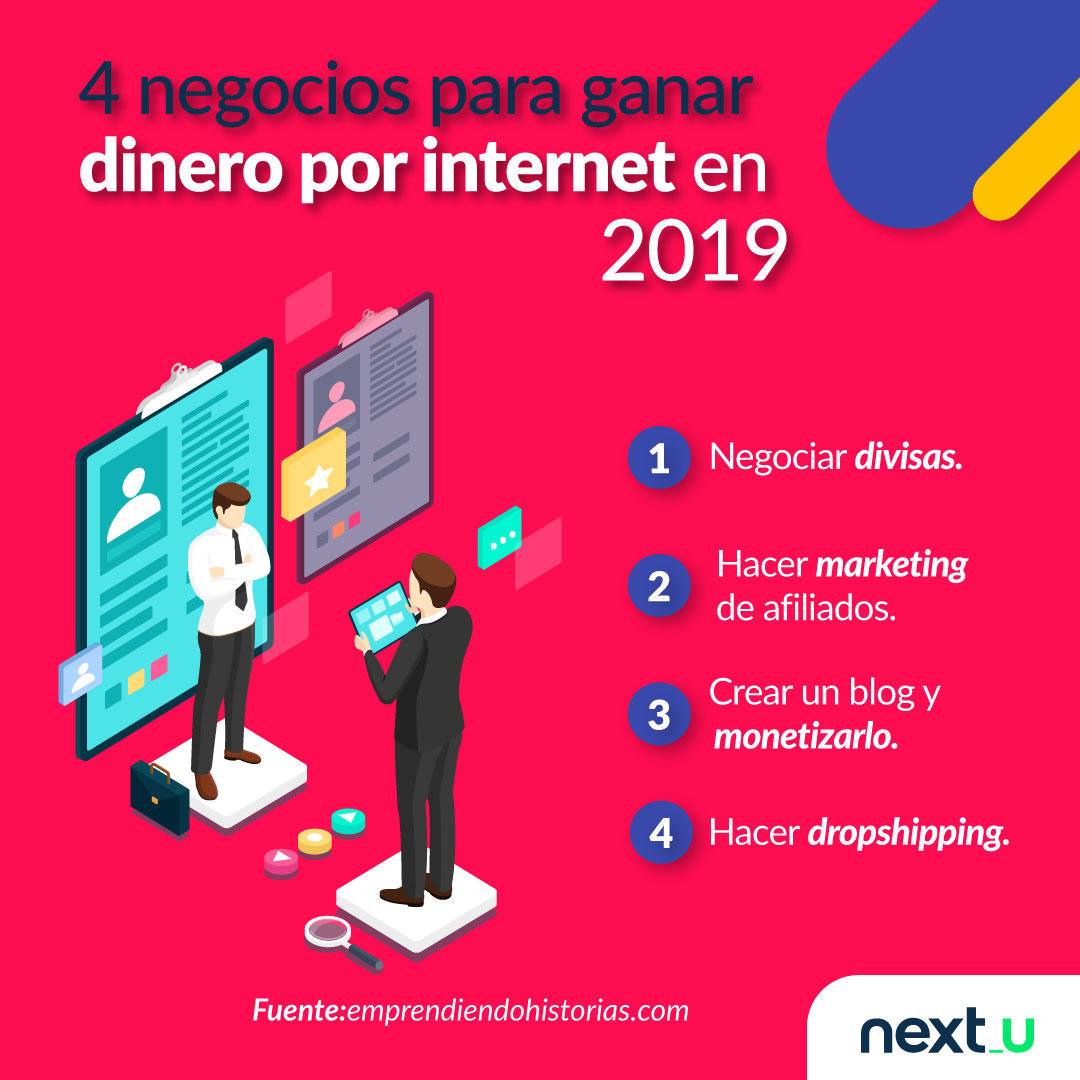 4 negocios para ganar
dinero por internet en
2019
1 Negociar divisas.
2 Hacer marketing
de afiliados.
3 Crear un blog y
monetizarlo.
4 Hacer dropshipping.
Fuente:emprendiendohistorias.com
next_u